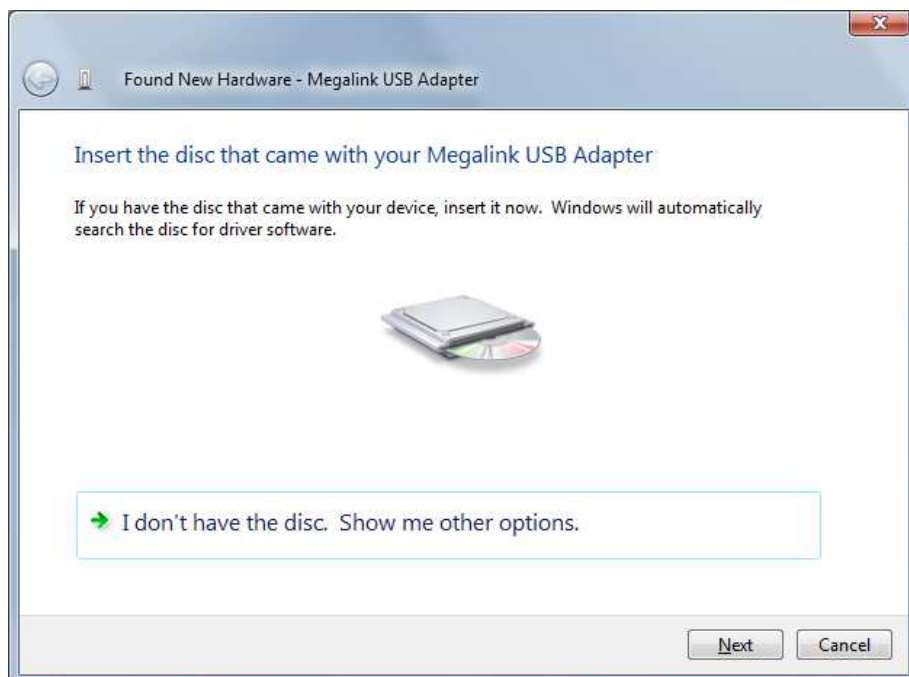 Found New Hardware - Megalink USB Adapter
Insert the disc that came with your Megalink USB Adapter
If you have the disc that came with your device, insert it now. Windows will automatically
search the disc for driver software.
I don't have the disc. Show me other options.
Next
Cancel